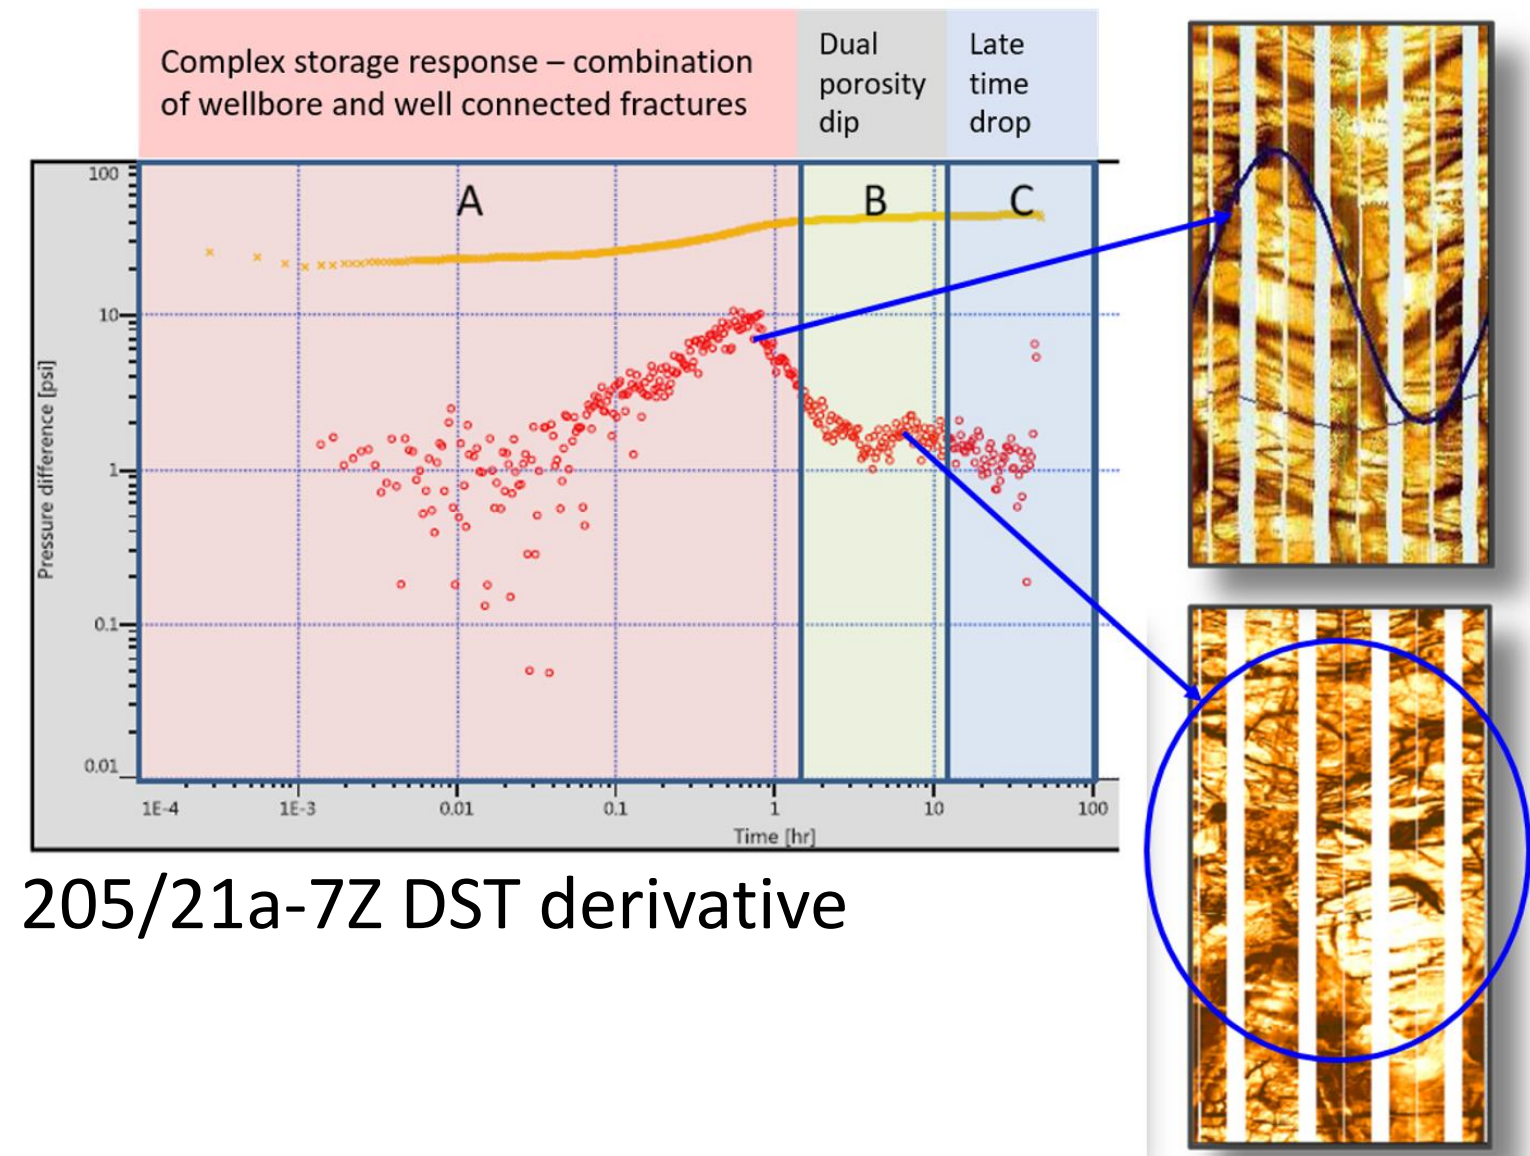 Complex storage response – combination
of wellbore and well connected fractures
Dual
porosity
dip
Late
time
drop
A
B
C
100
10
1
0.1
0.01
Pressure difference [psi]
1E-4
1E-3
0.01
0.1
1
10
100
Time [hr]
205/21a-7Z DST derivative